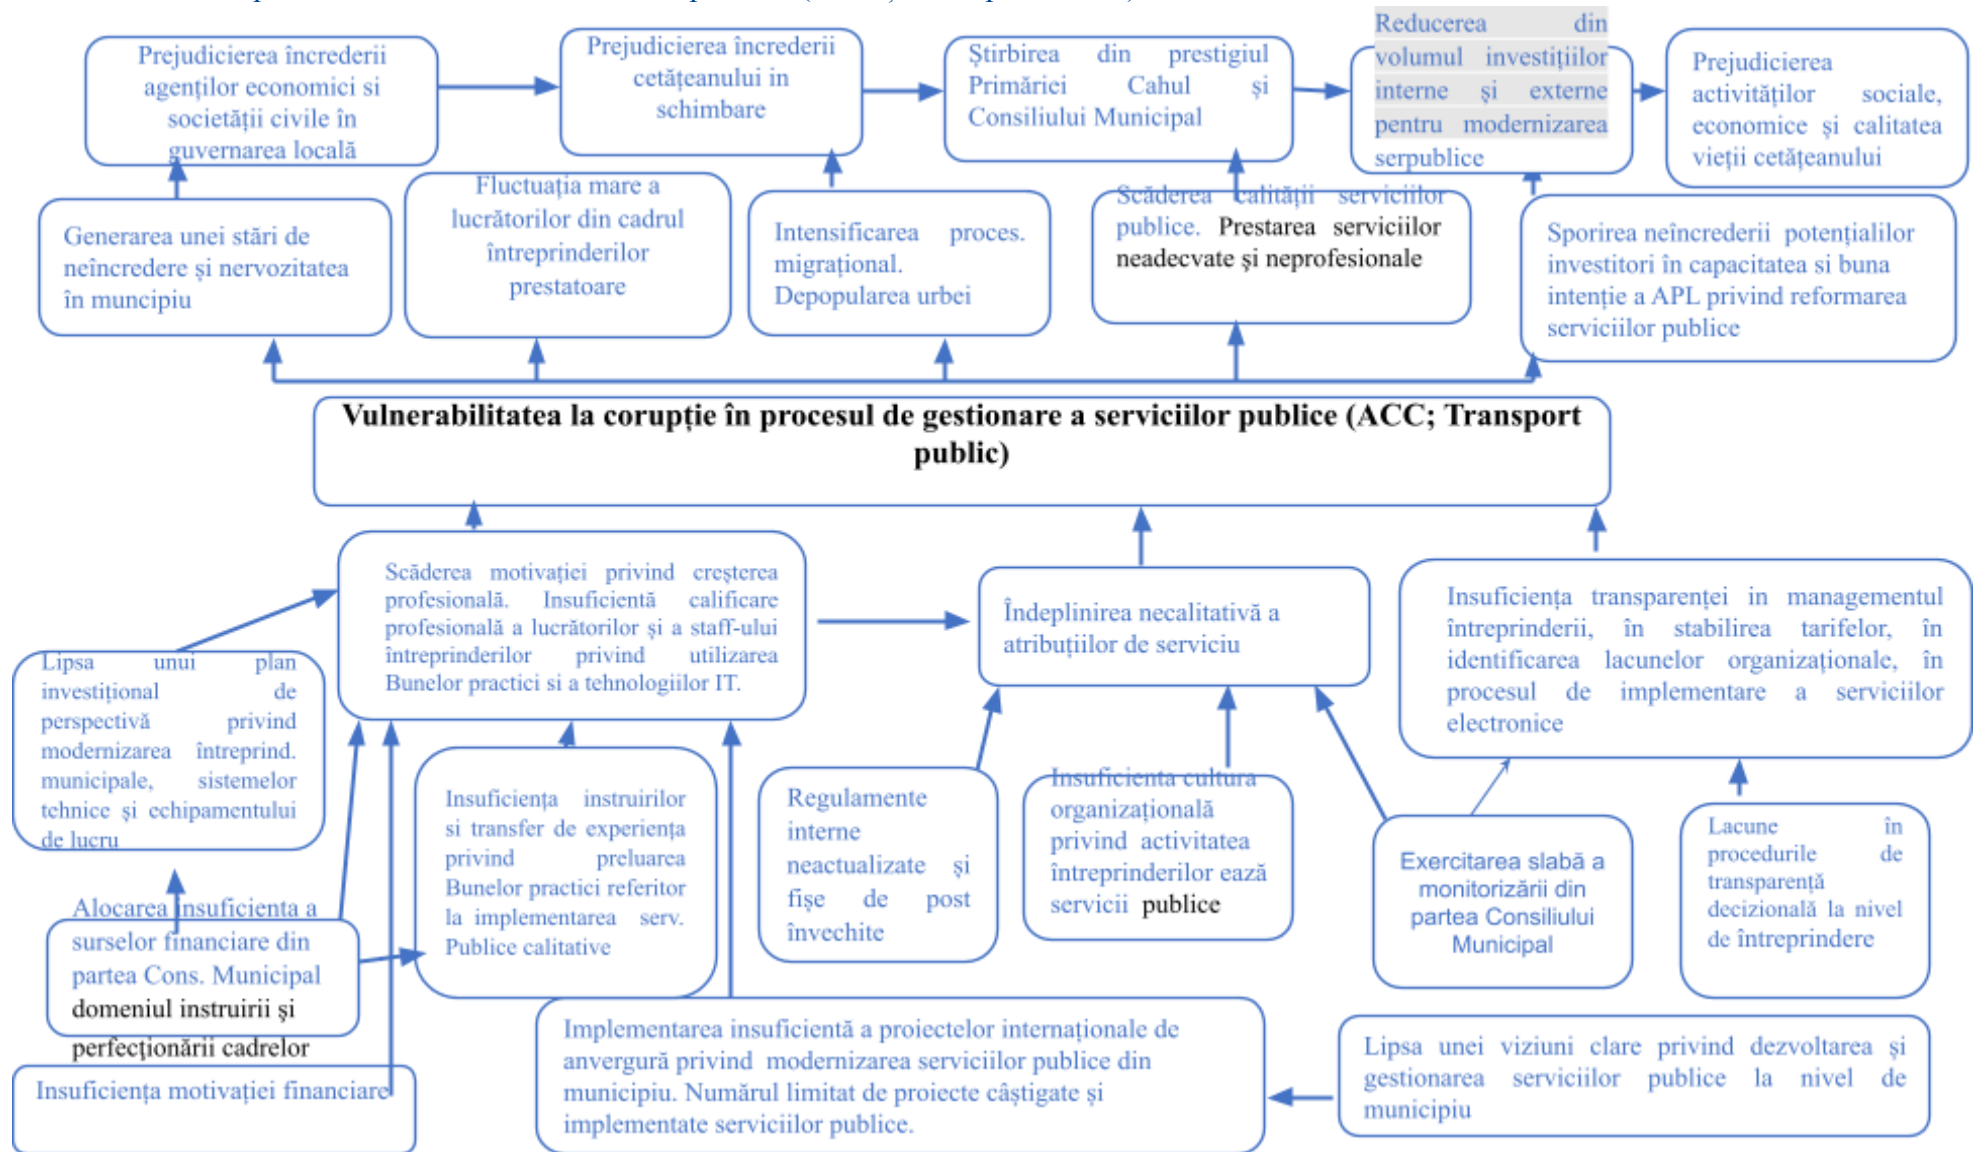 Prejudicierea încrederii
agenților economici si
societății civile în
guvernarea locală
Prejudicierea încrederii
cetățeanului in
schimbare
Știrbirea din prestigiul
Primăriei Cahul și
Consiliului Municipal
Reducerea din
volumul investițiilor
interne și externe
pentru modernizarea
serpublice
Prejudicierea
activităților sociale,
economice și calitatea
vieții cetățeanului
Generarea unei stări de
neîncredere și nervozitatea
în muncipiu
Fluctuația mare a
lucrătorilor din cadrul
întreprinderilor
prestatoare
Intensificarea proces.
migrațional.
Depopularea urbei
Scăderea calității serviciilor
publice. Prestarea serviciilor
neadecvate și neprofesionale
Sporirea neîncrederii potențialilor
investitori în capacitatea si buna
intenție a APL privind reformarea
serviciilor publice
Vulnerabilitatea la corupție în procesul de gestionare a serviciilor publice (ACC; Transport
public)
Scăderea motivației privind creșterea
profesională. Insuficientă calificare
profesională a lucrătorilor și a staff-ului
întreprinderilor privind utilizarea
Bunelor practici si a tehnologiilor IT.
Îndeplinirea necalitativă a
atribuțiilor de serviciu
Insuficiența transparenței in managementul
întreprinderii, în stabilirea tarifelor, în
identificarea lacunelor organizaționale, în
procesul de implementare a serviciilor
electronice
Lipsa unui plan
investițional de
perspectivă privind
modernizarea întreprind.
municipale, sistemelor
tehnice și echipamentului
de lucru
Insuficiența instruirilor
si transfer de experiența
privind preluarea
Bunelor practici referitor
la implementarea serv.
Publice calitative
Regulamente
interne
neactualizate și
fișe de post
învechite
Insuficienta cultura
organizațională
privind activitatea
întreprinderilor ează
servicii publice
Exercitarea slabă a
monitorizării din
partea Consiliului
Municipal
Lacune în
procedurile de
transparență
decizională la nivel
de întreprindere
Alocarea insuficienta a
surselor financiare din
partea Cons. Municipal
domeniul instruirii şi
perfecţionării cadrelor
Insuficiența motivației financiare
Implementarea insuficientă a proiectelor internaționale de
anvergură privind modernizarea serviciilor publice din
municipiu. Numărul limitat de proiecte câștigate și
implementate serviciilor publice.
Lipsa unei viziuni clare privind dezvoltarea și
gestionarea serviciilor publice la nivel de
municipiu